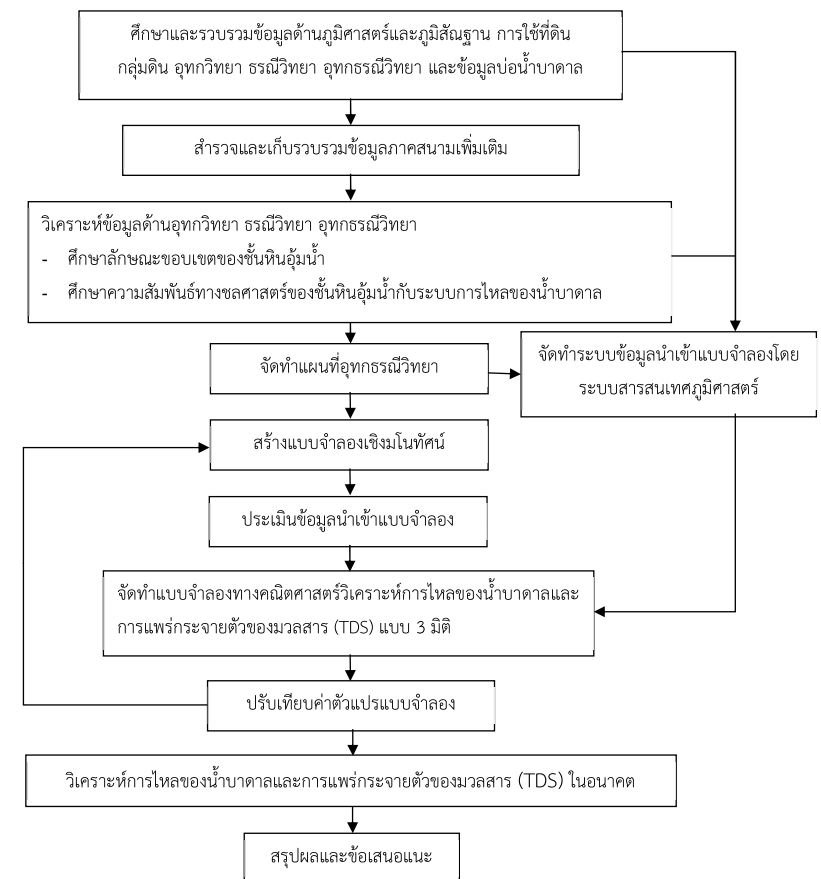 ศึกษาและรวบรวมข้อมูลด้านภูมิศาสตร์และภูมิสัณฐาน การใช้ที่ดิน
กลุ่มดิน อุทกวิทยา ธรณีวิทยา อุทกธรณีวิทยา และข้อมูลบ่อน้ำบาดาล
สำรวจและเก็บรวบรวมข้อมูลภาคสนามเพิ่มเติม
วิเคราะห์ข้อมูลด้านอุทกวิทยา ธรณีวิทยา อุทกธรณีวิทยา
- ศึกษาลักษณะขอบเขตของชั้นหินอุ้มน้ำ
- ศึกษาความสัมพันธ์ทางชลศาสตร์ของชั้นหินอุ้มน้ำกับระบบการไหลของน้ำบาดาล
จัดทำแผนที่อุทกธรณีวิทยา
จัดทำระบบข้อมูลนำเข้าแบบจำลองโดย
ระบบสารสนเทศภูมิศาสตร์
สร้างแบบจำลองเชิงมโนทัศน์
ประเมินข้อมูลนำเข้าแบบจำลอง
จัดทำแบบจำลองทางคณิตศาสตร์วิเคราะห์การไหลของน้ำบาดาลและ
การแพร่กระจายตัวของมวลสาร (TDS) แบบ 3 มิติ
ปรับเทียบค่าตัวแปรแบบจำลอง
วิเคราะห์การไหลของน้ำบาดาลและการแพร่กระจายตัวของมวลสาร (TDS) ในอนาคต
สรุปผลและข้อเสนอแนะ